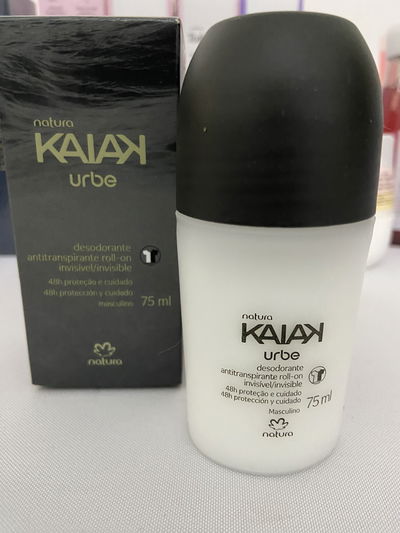 natura
KAIAK
urbe
desodorante
antitranspirante roll-on
invisível/invisible
48h proteção e cuidado
48h protección y cuidado
masculino 75 ml
natura
natura
KAIAK
urbe
desodorante
antitranspirante roll-on
invisível/invisible
48h proteção e cuidado
48h protección y cuidado
Masculino 75 ml
natura